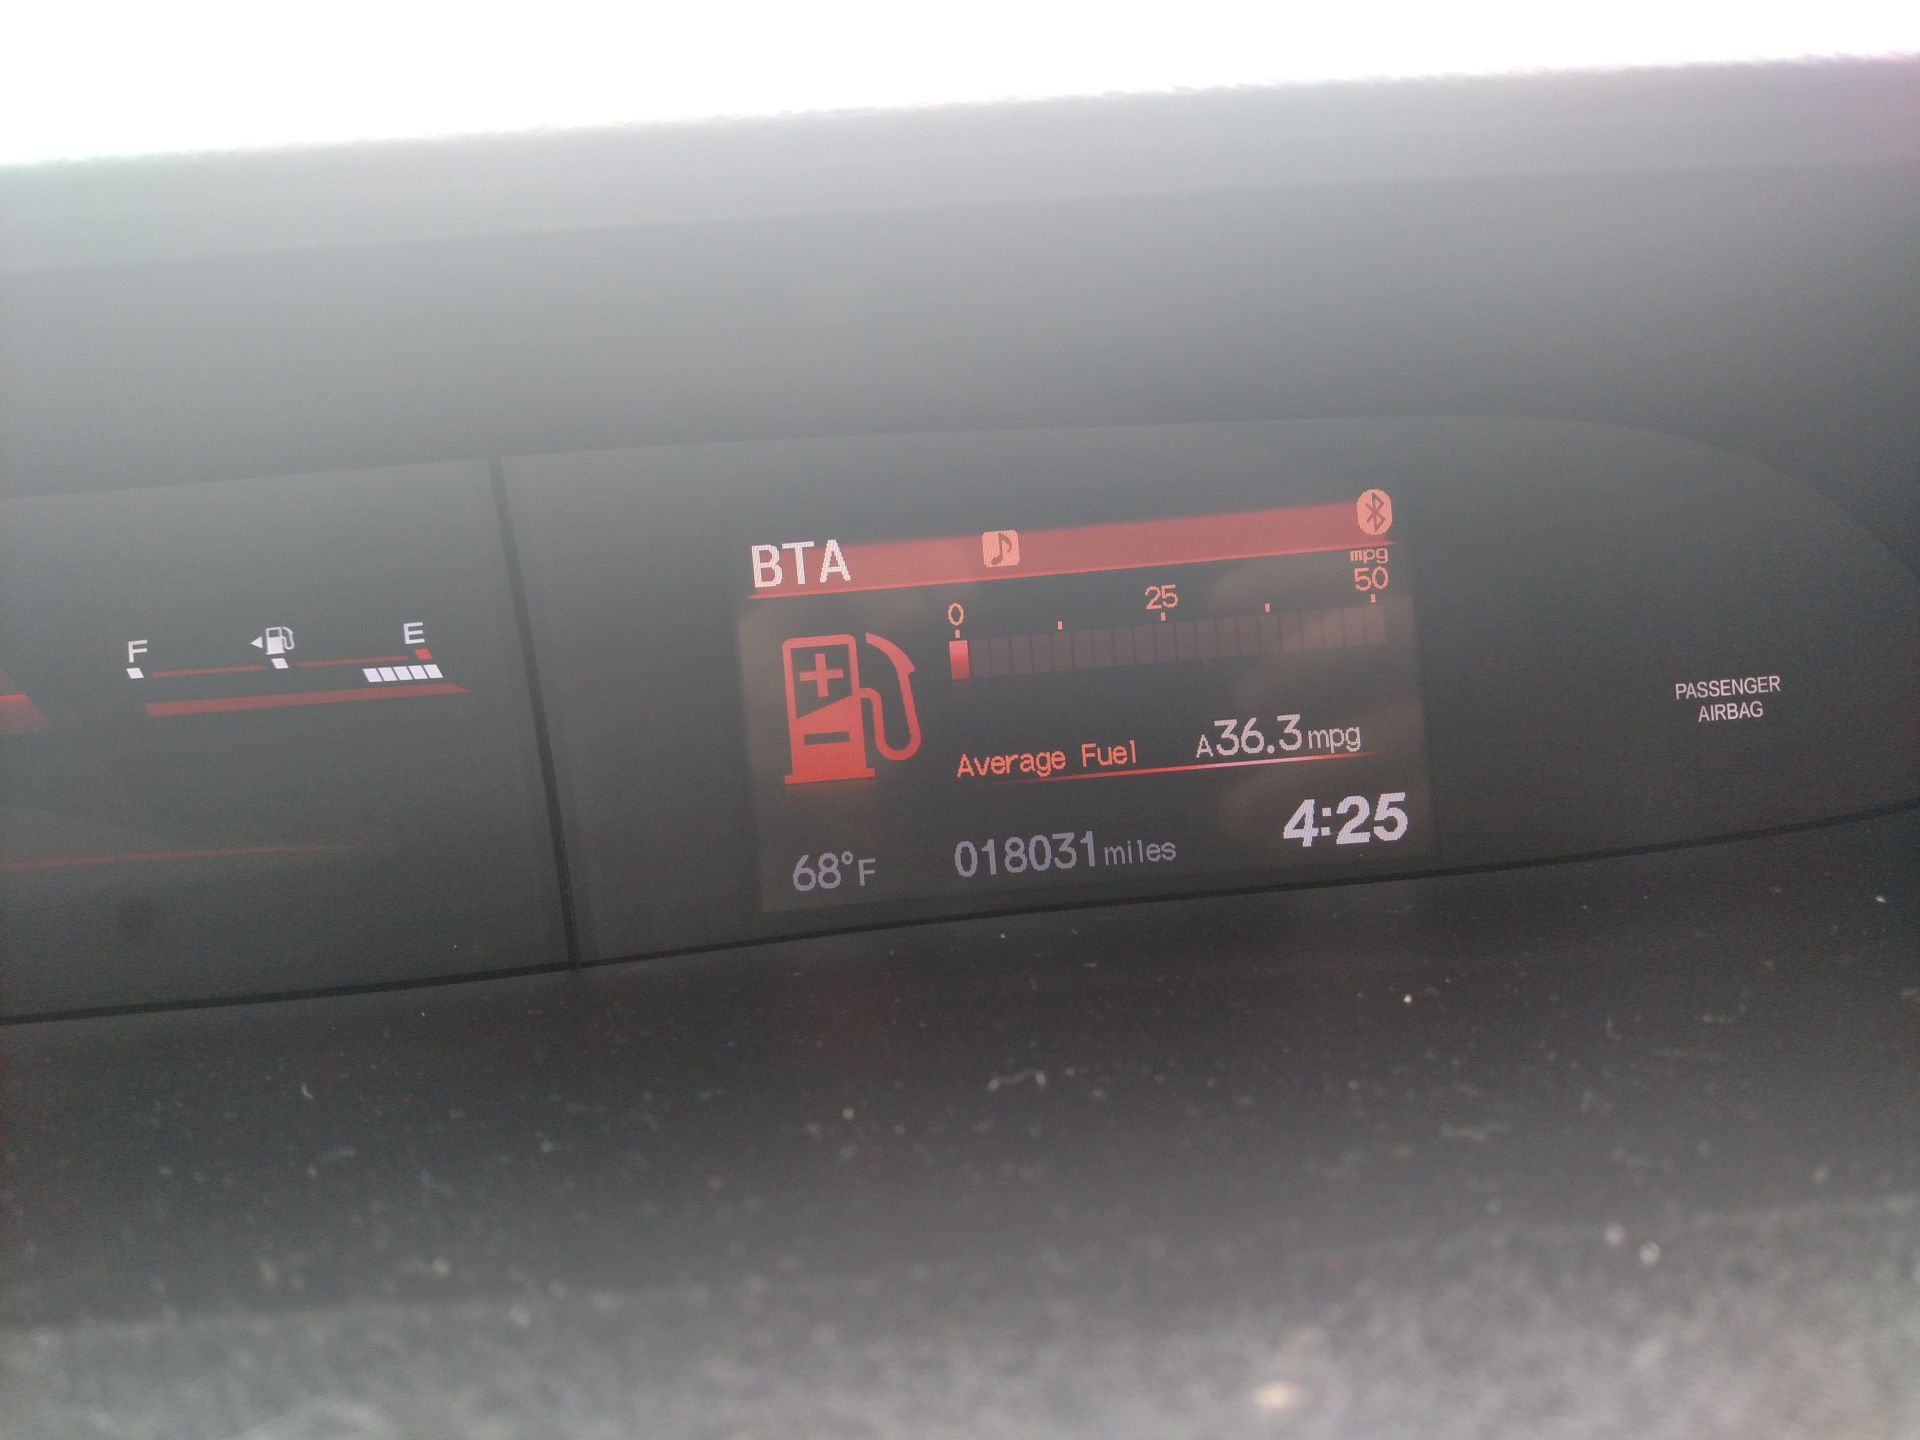 F
E
BTA
mpg
0
25
50
Average Fuel A36.3mpg
68°F
018031miles
4:25
PASSENGER
AIRBAG